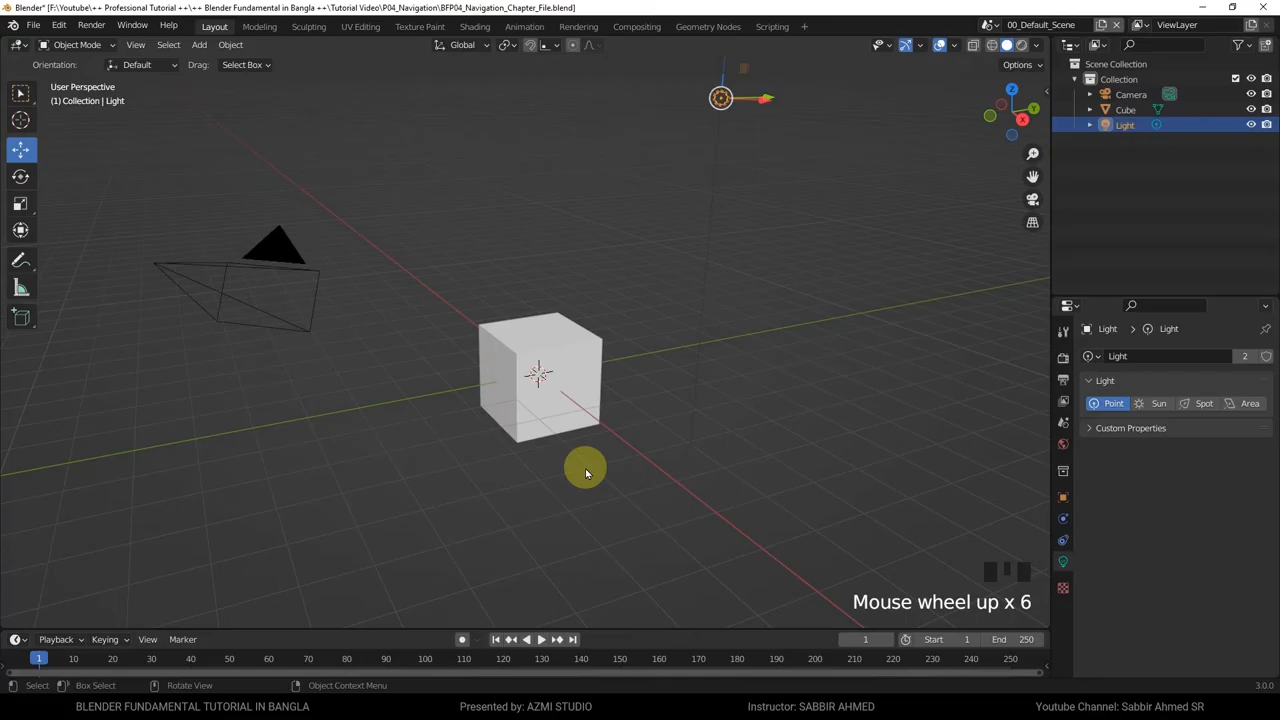 Blender* [F:\Youtube\++ Professional Tutorial ++\++ Blender Fundamental in Bangla ++\Tutorial Video\P04_Navigation\BFP04_Navigation_Chapter_File.blend]
File Edit Render Window Help Layout Modeling Sculpting UV Editing Texture Paint Shading Animation Rendering Compositing Geometry Nodes Scripting + 00_Default_Scene ViewLayer
Object Mode View Select Add Object Global
Orientation: Default Drag: Select Box Options
User Perspective
(1) Collection | Light
Z
Y
X
Scene Collection
Collection
Camera
Cube
Light
Light Light
Light 2
Light
Point Sun Spot Area
Custom Properties
Mouse wheel up x 6
Playback Keying View Marker 1 Start 1 End 250
1 10 20 30 40 50 60 70 80 90 100 110 120 130 140 150 160 170 180 190 200 210 220 230 240 250
Select Box Select Rotate View Object Context Menu 3.0.0
BLENDER FUNDAMENTAL TUTORIAL IN BANGLA Presented by: AZMI STUDIO Instructor: SABBIR AHMED Youtube Channel: Sabbir Ahmed SR